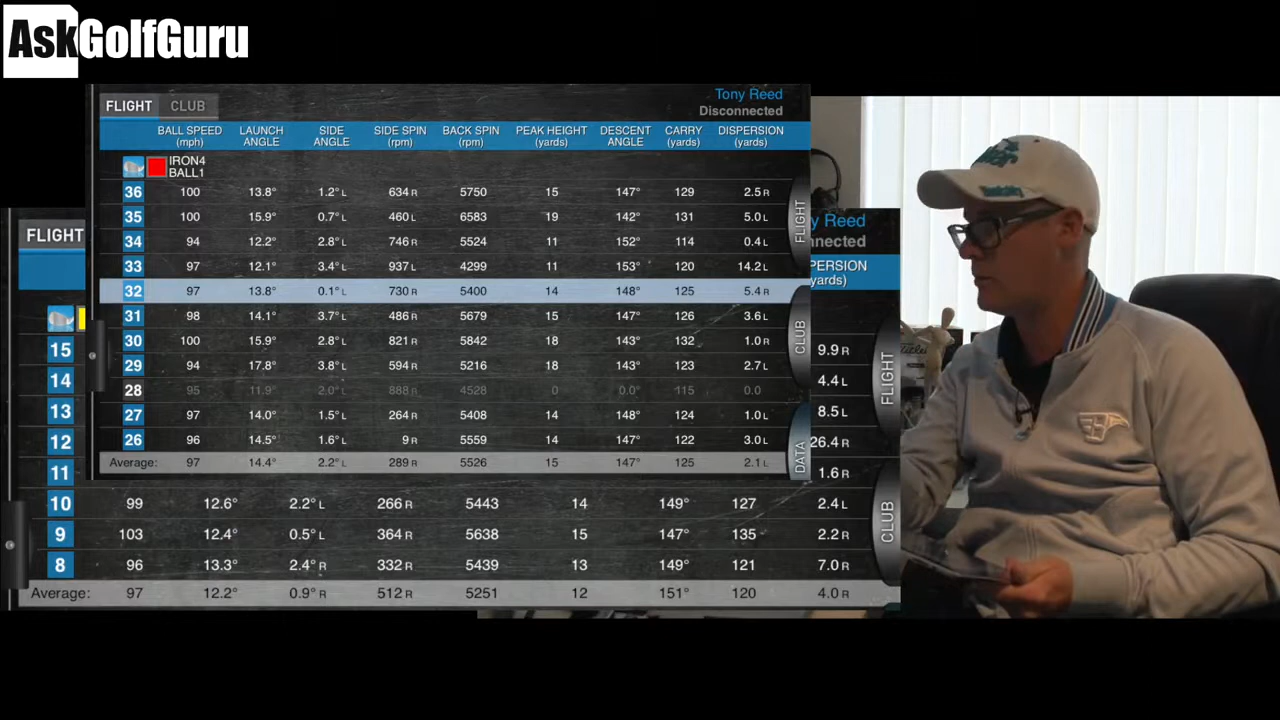 AskGolfGuru
FLIGHT CLUB
Tony Reed
Disconnected
BALL SPEED (mph) LAUNCH ANGLE SIDE ANGLE SIDE SPIN (rpm) BACK SPIN (rpm) PEAK HEIGHT (yards) DESCENT ANGLE CARRY (yards) DISPERSION (yards)
IRON4
BALL1
36 100 13.8° 1.2° L 634 R 5750 15 147° 129 2.5 R
35 100 15.9° 0.7° L 460 L 6583 19 142° 131 5.0 L
34 94 12.2° 2.8° L 746 R 5524 11 152° 114 0.4 L
33 97 12.1° 3.4° L 937 L 4299 11 153° 120 14.2 L
32 97 13.8° 0.1° L 730 R 5400 14 148° 125 5.4 R
31 98 14.1° 3.7° L 486 R 5679 15 147° 126 3.6 L
30 100 15.9° 2.8° L 821 R 5842 18 143° 132 1.0 R
29 94 17.8° 3.8° L 594 R 5216 18 143° 123 2.7 L
28 95 11.9° 2.0° L 888 R 4528 0 0.0° 115 0.0
27 97 14.0° 1.5° L 264 R 5408 14 148° 124 1.0 L
26 96 14.5° 1.6° L 9 R 5559 14 147° 122 3.0 L
Average: 97 14.4° 2.2° L 289 R 5526 15 147° 125 2.1 L
FLIGHT
CLUB
DATA
FLIGHT
y Reed
nnected
PERSION
yards)
15 9.9 R
14 4.4 L
13 8.5 L
12 26.4 R
11 1.6 R
10 99 12.6° 2.2° L 266 R 5443 14 149° 127 2.4 L
9 103 12.4° 0.5° L 364 R 5638 15 147° 135 2.2 R
8 96 13.3° 2.4° R 332 R 5439 13 149° 121 7.0 R
Average: 97 12.2° 0.9° R 512 R 5251 12 151° 120 4.0 R
FLIGHT
CLUB